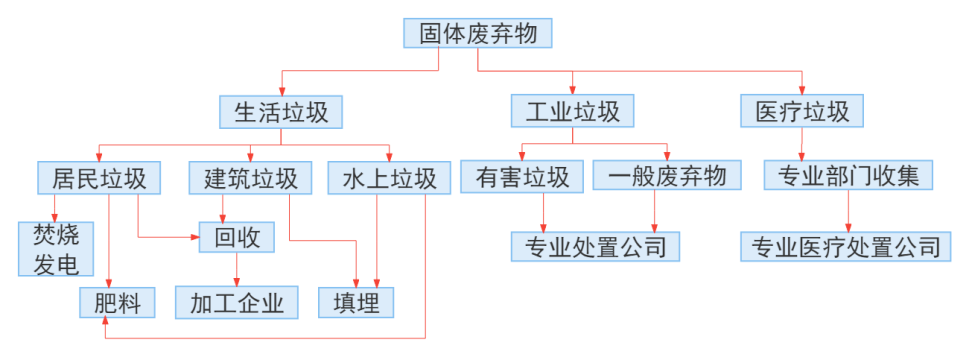 固体废弃物
生活垃圾
工业垃圾
医疗垃圾
居民垃圾
建筑垃圾
水上垃圾
有害垃圾
一般废弃物
专业部门收集
焚烧
发电
回收
专业处置公司
专业医疗处置公司
肥料
加工企业
填埋